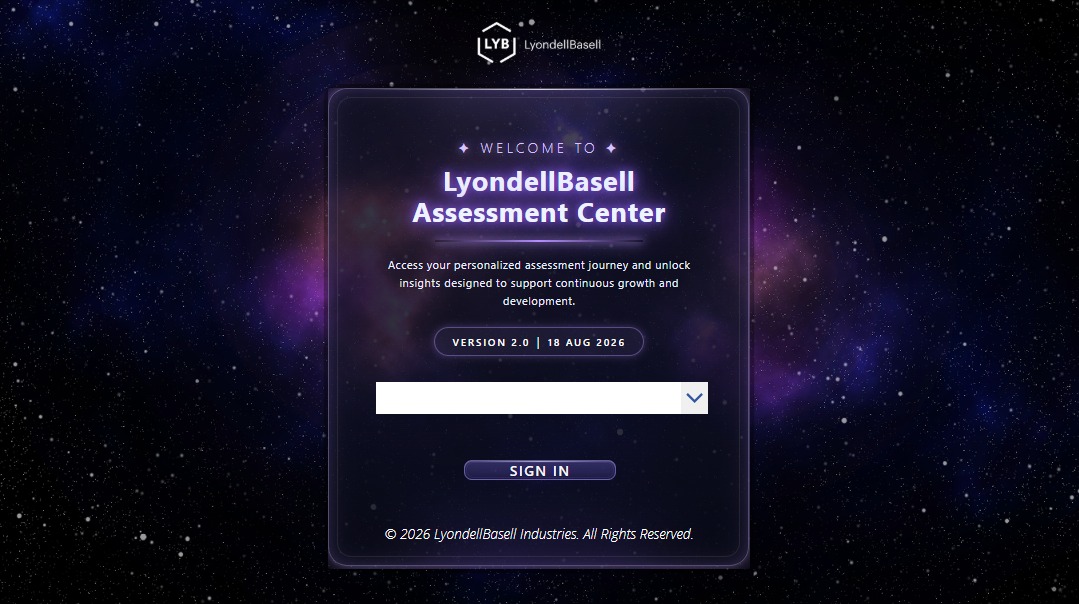 LYB LyondellBasell
✦ WELCOME TO ✦
LyondellBasell
Assessment Center
Access your personalized assessment journey and unlock
insights designed to support continuous growth and
development.
VERSION 2.0 | 18 AUG 2026
SIGN IN
© 2026 LyondellBasell Industries. All Rights Reserved.